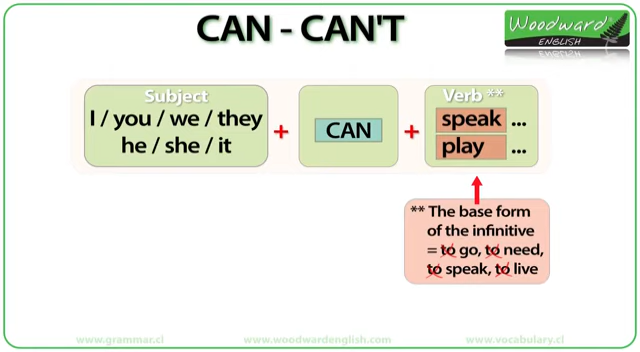 CAN - CAN'T
Woodward®
ENGLISH
Subject
I / you / we / they
he / she / it
+
CAN
+
Verb **
speak ...
play ...
** The base form
of the infinitive
= to go, to need,
to speak, to live
www.grammar.cl
www.woodwardenglish.com
www.vocabulary.cl